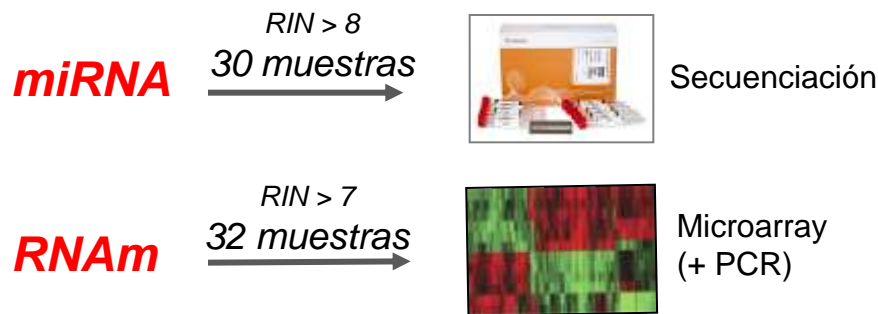 RIN > 8
miRNA
30 muestras
Secuenciación
RIN > 7
RNAm
32 muestras
Microarray
(+ PCR)